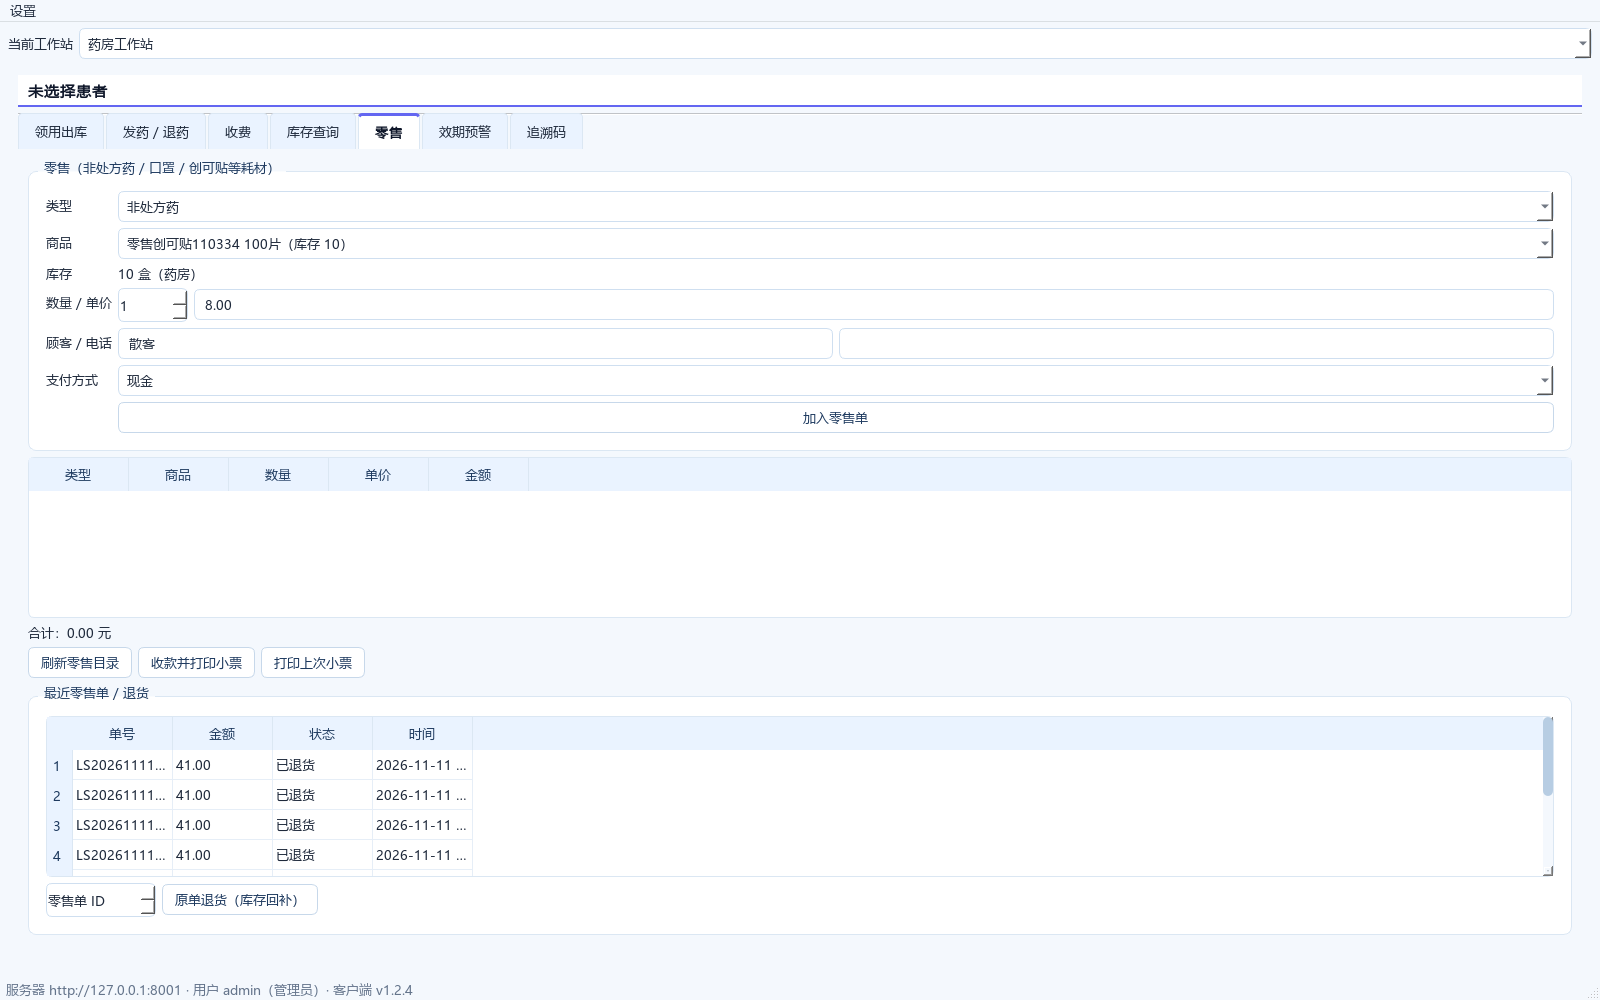 设置
当前工作站 药房工作站
未选择患者
领用出库 发药 / 退药 收费 库存查询 零售 效期预警 追溯码
零售（非处方药 / 口罩 / 创可贴等耗材）
类型 非处方药
商品 零售创可贴110334 100片（库存 10）
库存 10 盒（药房）
数量 / 单价 1 8.00
顾客 / 电话 散客
支付方式 现金
加入零售单
类型 商品 数量 单价 金额
合计：0.00 元
刷新零售目录 收款并打印小票 打印上次小票
最近零售单 / 退货
单号 金额 状态 时间
1 LS20261111... 41.00 已退货 2026-11-11 ...
2 LS20261111... 41.00 已退货 2026-11-11 ...
3 LS20261111... 41.00 已退货 2026-11-11 ...
4 LS20261111... 41.00 已退货 2026-11-11 ...
零售单 ID 原单退货（库存回补）
服务器 http://127.0.0.1:8001 · 用户 admin（管理员）· 客户端 v1.2.4